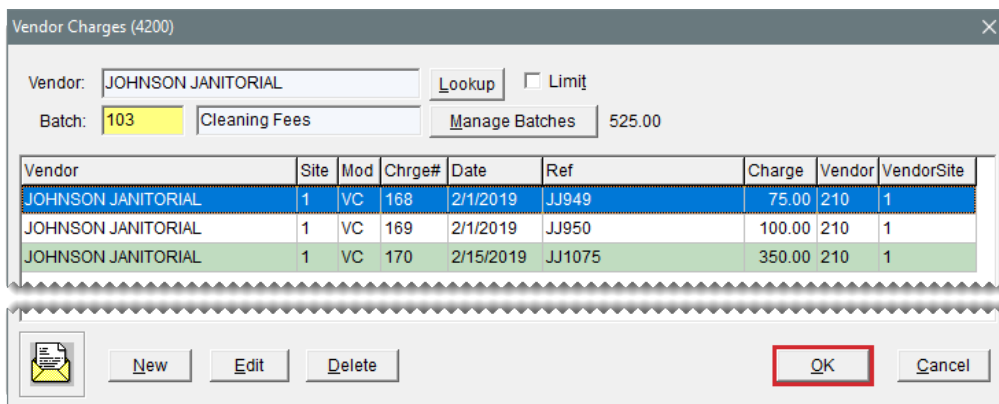 Vendor Charges (4200)
Vendor: JOHNSON JANITORIAL Lookup Limit
Batch: 103 Cleaning Fees Manage Batches 525.00
Vendor Site Mod Chrge# Date Ref Charge Vendor VendorSite
JOHNSON JANITORIAL 1 VC 168 2/1/2019 JJ949 75.00 210 1
JOHNSON JANITORIAL 1 VC 169 2/1/2019 JJ950 100.00 210 1
JOHNSON JANITORIAL 1 VC 170 2/15/2019 JJ1075 350.00 210 1
New Edit Delete OK Cancel